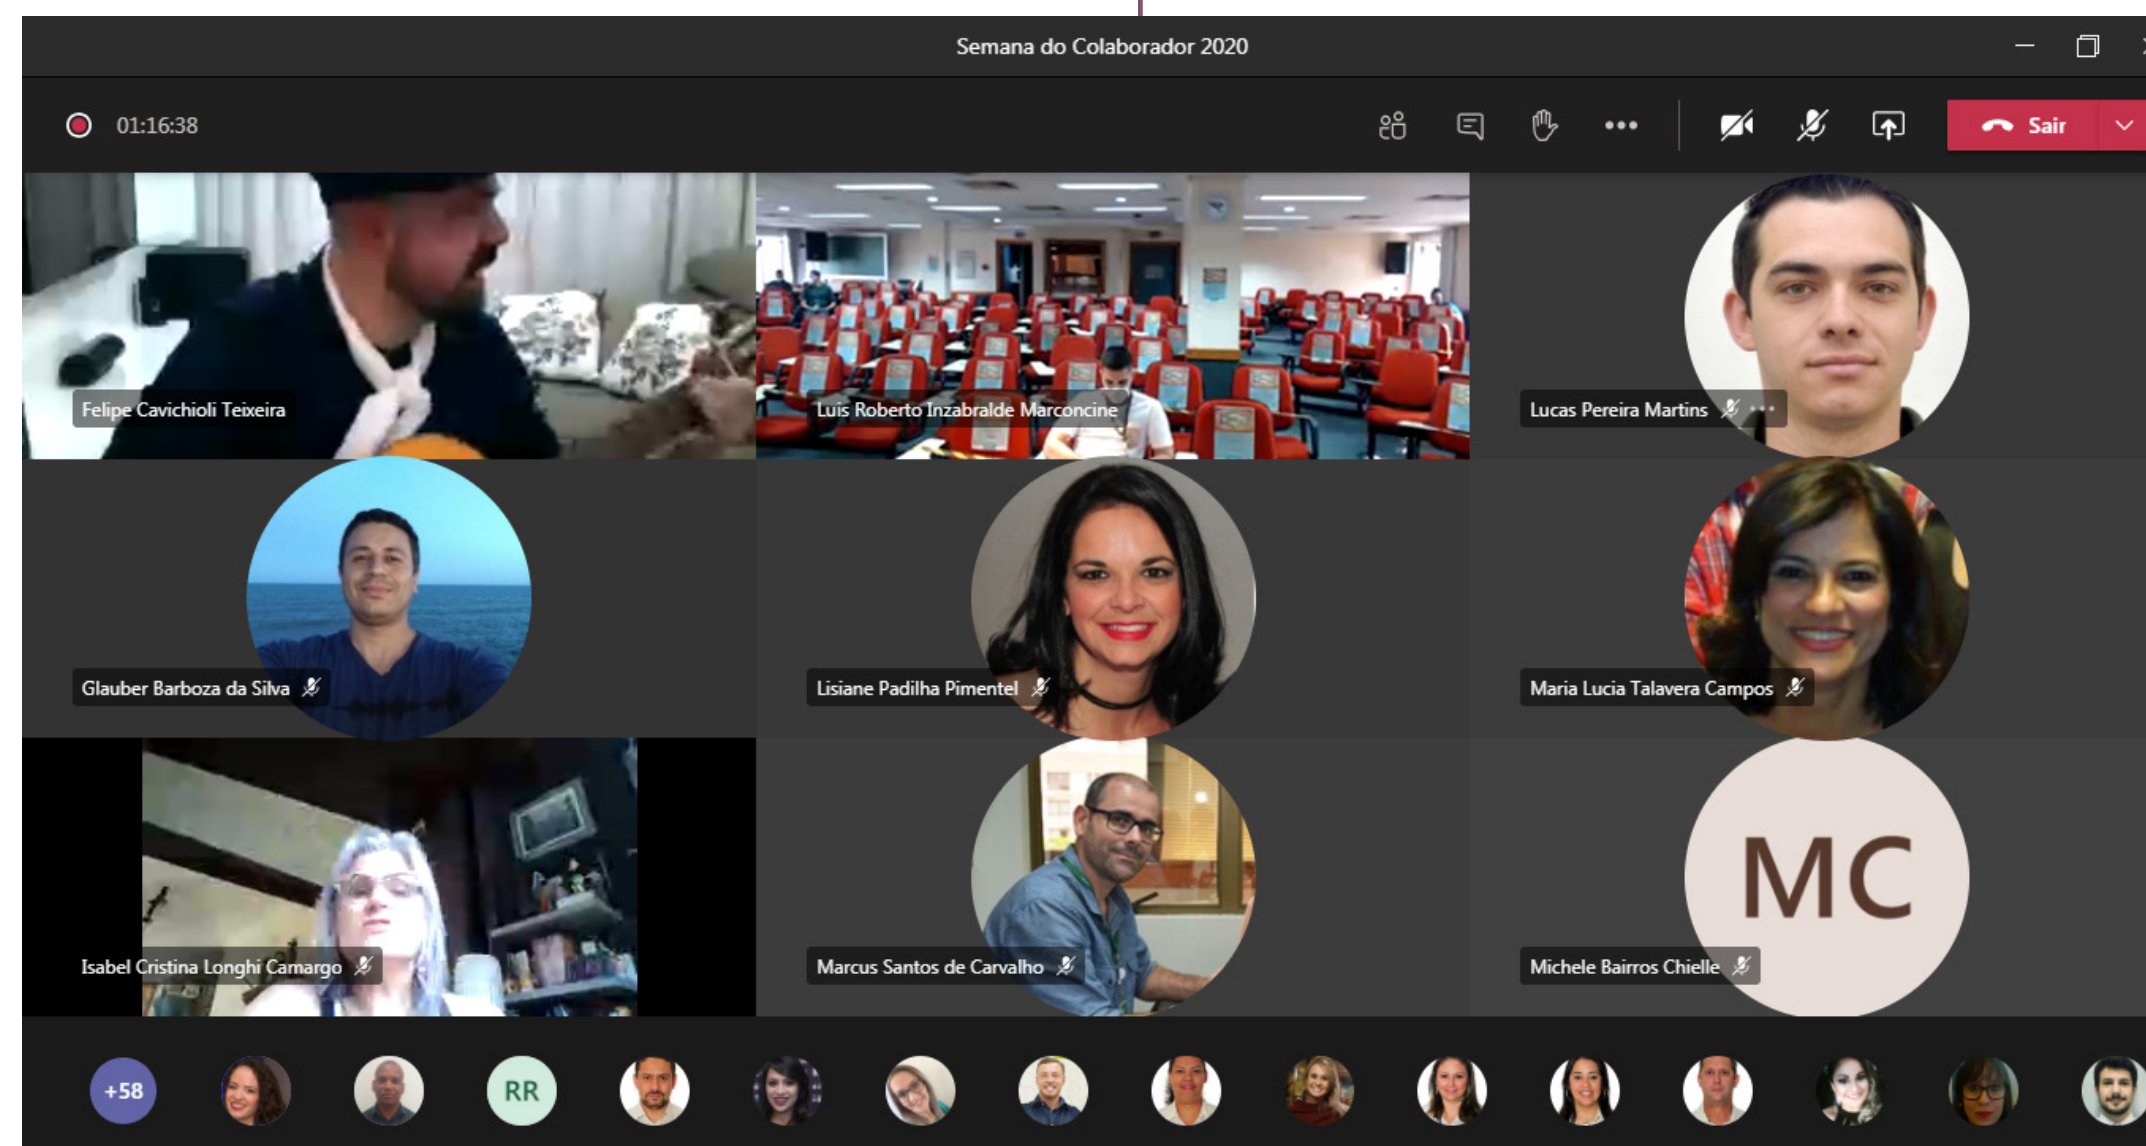 Semana do Colaborador 2020
01:16:38
Sair
Felipe Cavichioli Teixeira
Luis Roberto Inzabralde Marconcine
Lucas Pereira Martins
Glauber Barboza da Silva
Lisiane Padilha Pimentel
Maria Lucia Talavera Campos
MC
Isabel Cristina Longhi Camargo
Marcus Santos de Carvalho
Michele Bairros Chielle
+58
RR